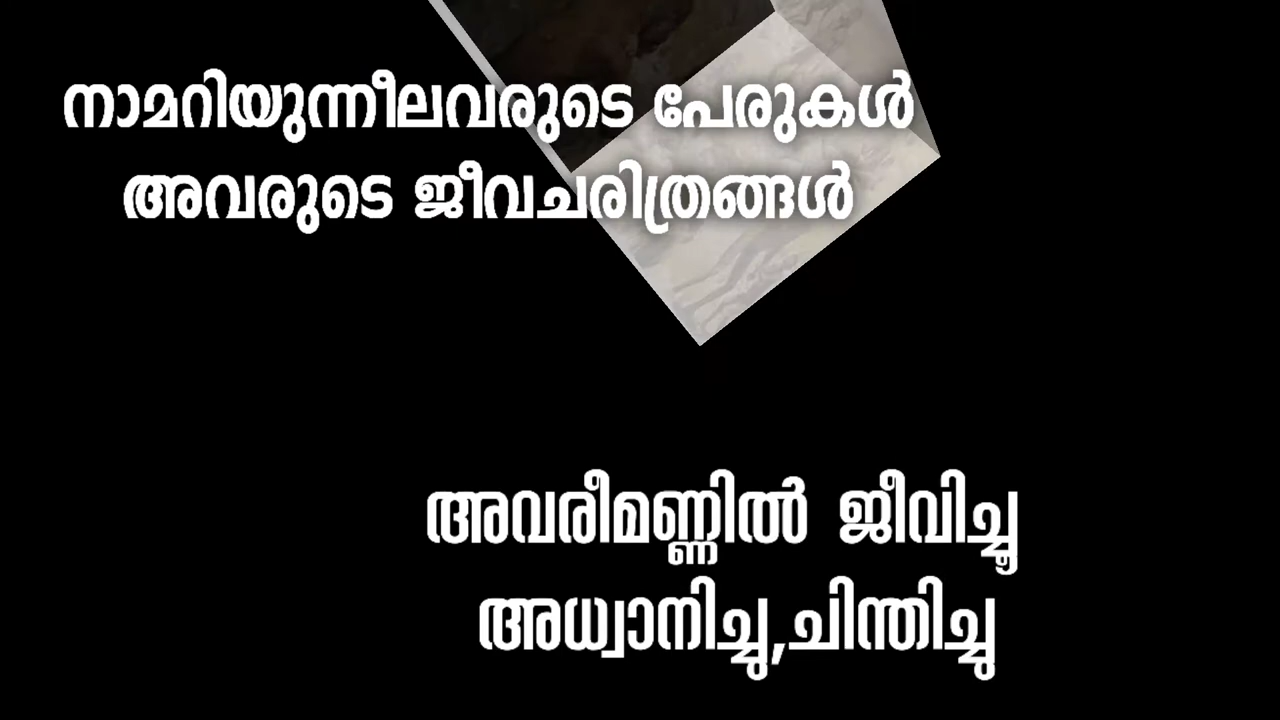 നാമറിയുന്നീലവരുടെ പേരുകൾ
അവരുടെ ജീവചരിത്രങ്ങൾ
അവരീമണ്ണിൽ ജീവിച്ചൂ
അധ്വാനിച്ചു,ചിന്തിച്ചു